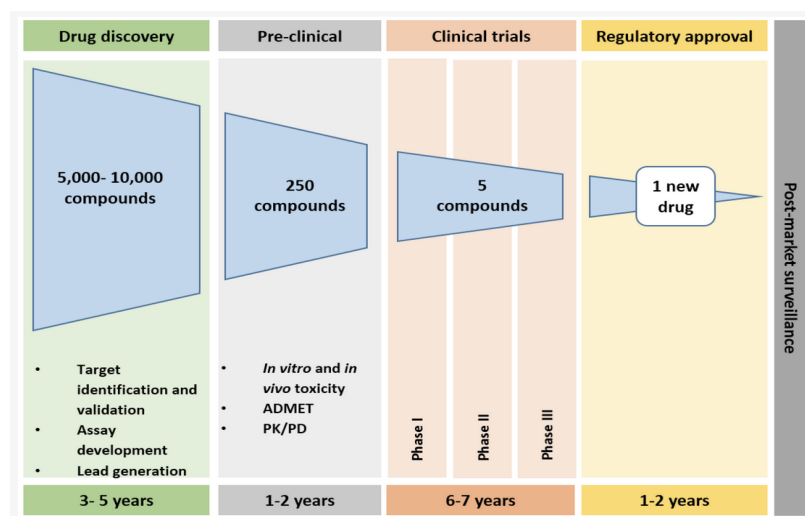 Drug discovery
Pre-clinical
Clinical trials
Regulatory approval
5,000- 10,000
compounds
250
compounds
5
compounds
1 new
drug
• Target
identification and
validation
• Assay
development
• Lead generation
• In vitro and in
vivo toxicity
• ADMET
• PK/PD
Phase I
Phase II
Phase III
3- 5 years
1-2 years
6-7 years
1-2 years
Post-market surveillance